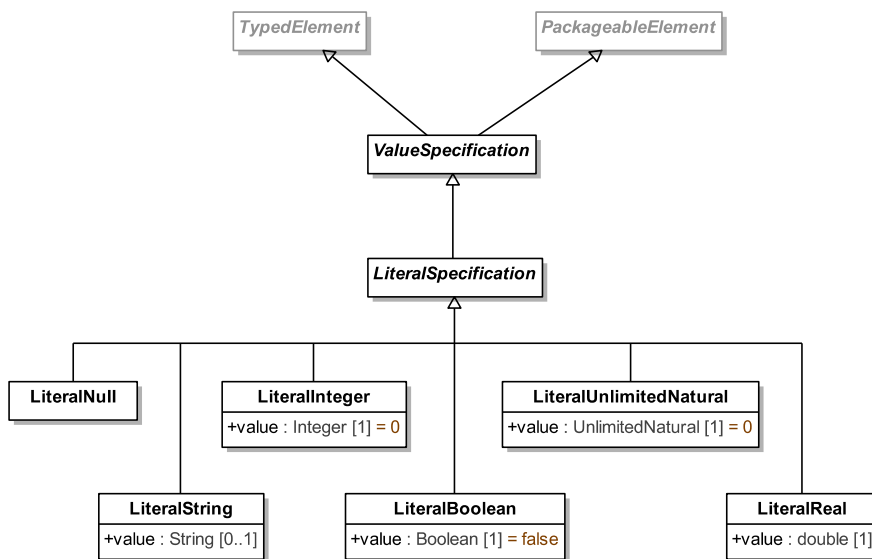 TypedElement
PackageableElement
ValueSpecification
LiteralSpecification
LiteralNull
LiteralInteger
+value : Integer [1] = 0
LiteralUnlimitedNatural
+value : UnlimitedNatural [1] = 0
LiteralString
+value : String [0..1]
LiteralBoolean
+value : Boolean [1] = false
LiteralReal
+value : double [1]